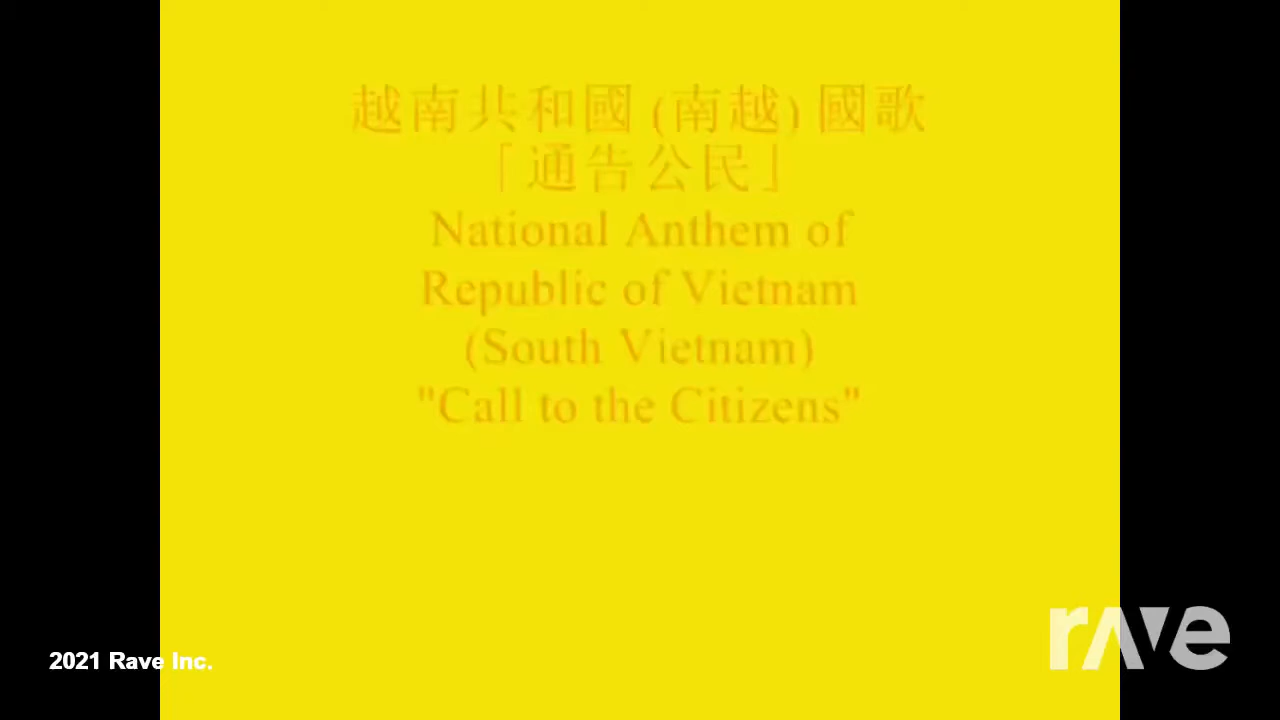 越南共和國 (南越) 國歌
「通告公民」
National Anthem of
Republic of Vietnam
(South Vietnam)
"Call to the Citizens"
2021 Rave Inc.
rave